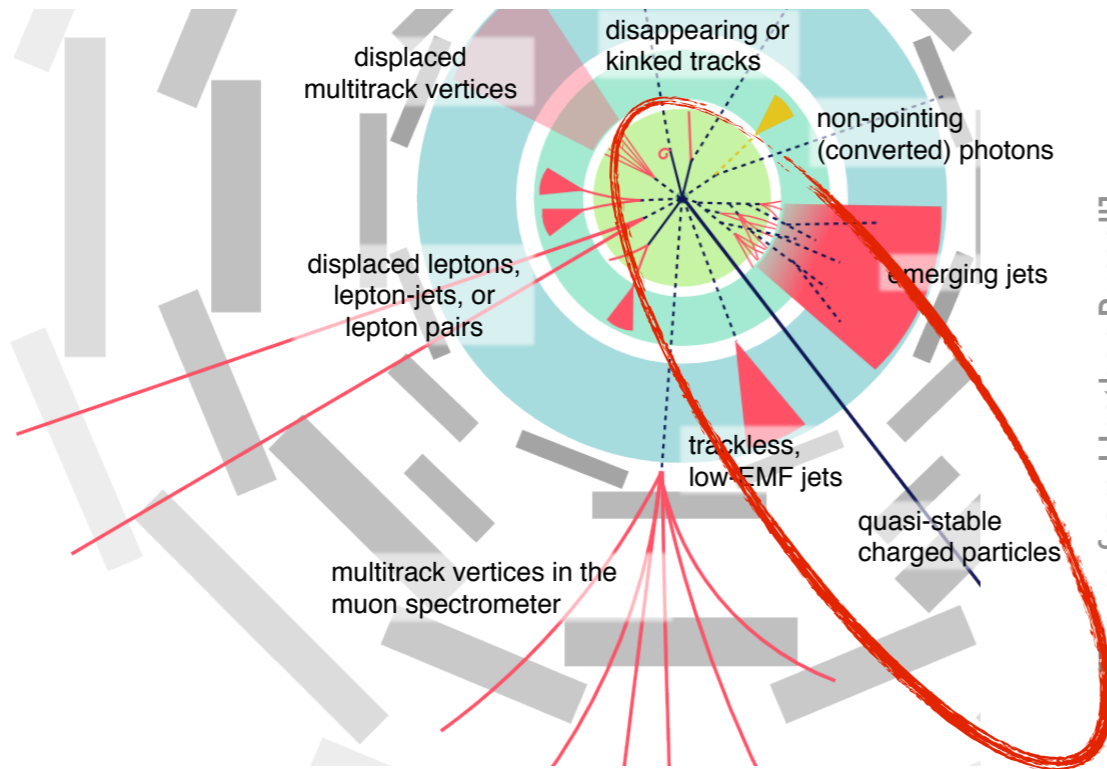 disappearing or
kinked tracks
displaced
multitrack vertices
non-pointing
(converted) photons
displaced leptons,
lepton-jets, or
lepton pairs
emerging jets
trackless,
low-EMF jets
quasi-stable
charged particles
multitrack vertices in the
muon spectrometer